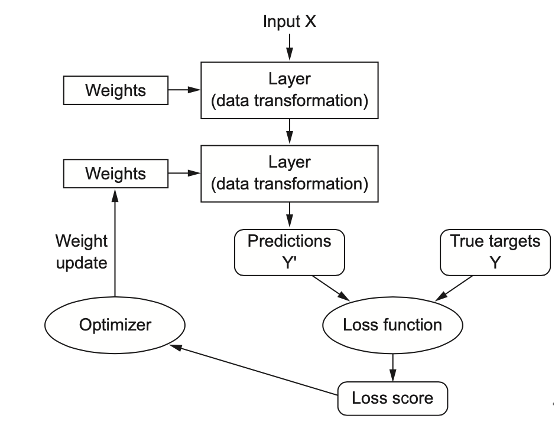 Input X
Layer
(data transformation)
Weights
Layer
(data transformation)
Weights
Weight
update
Predictions
Y'
True targets
Y
Optimizer
Loss function
Loss score